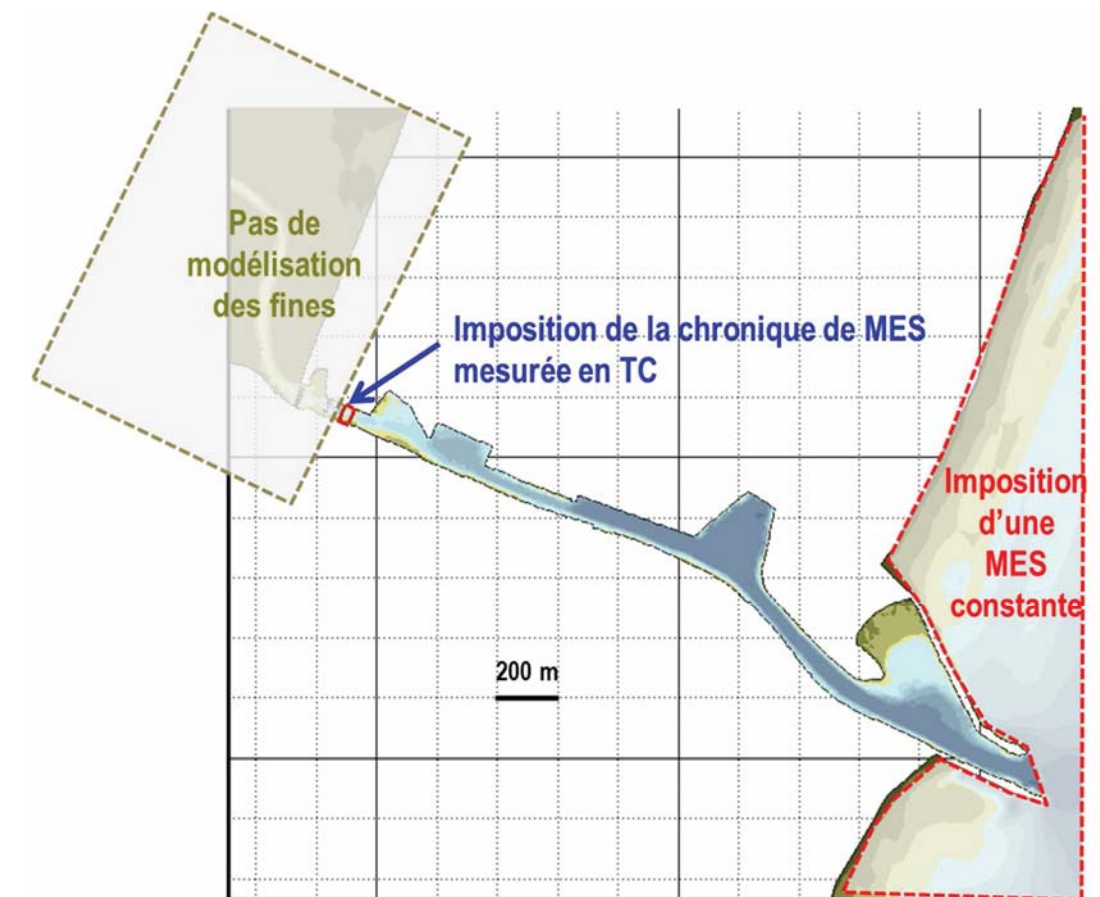 Pas de
modélisation
des fines
Imposition de la chronique de MES
mesurée en TC
Imposition
d’une
MES
constante
200 m